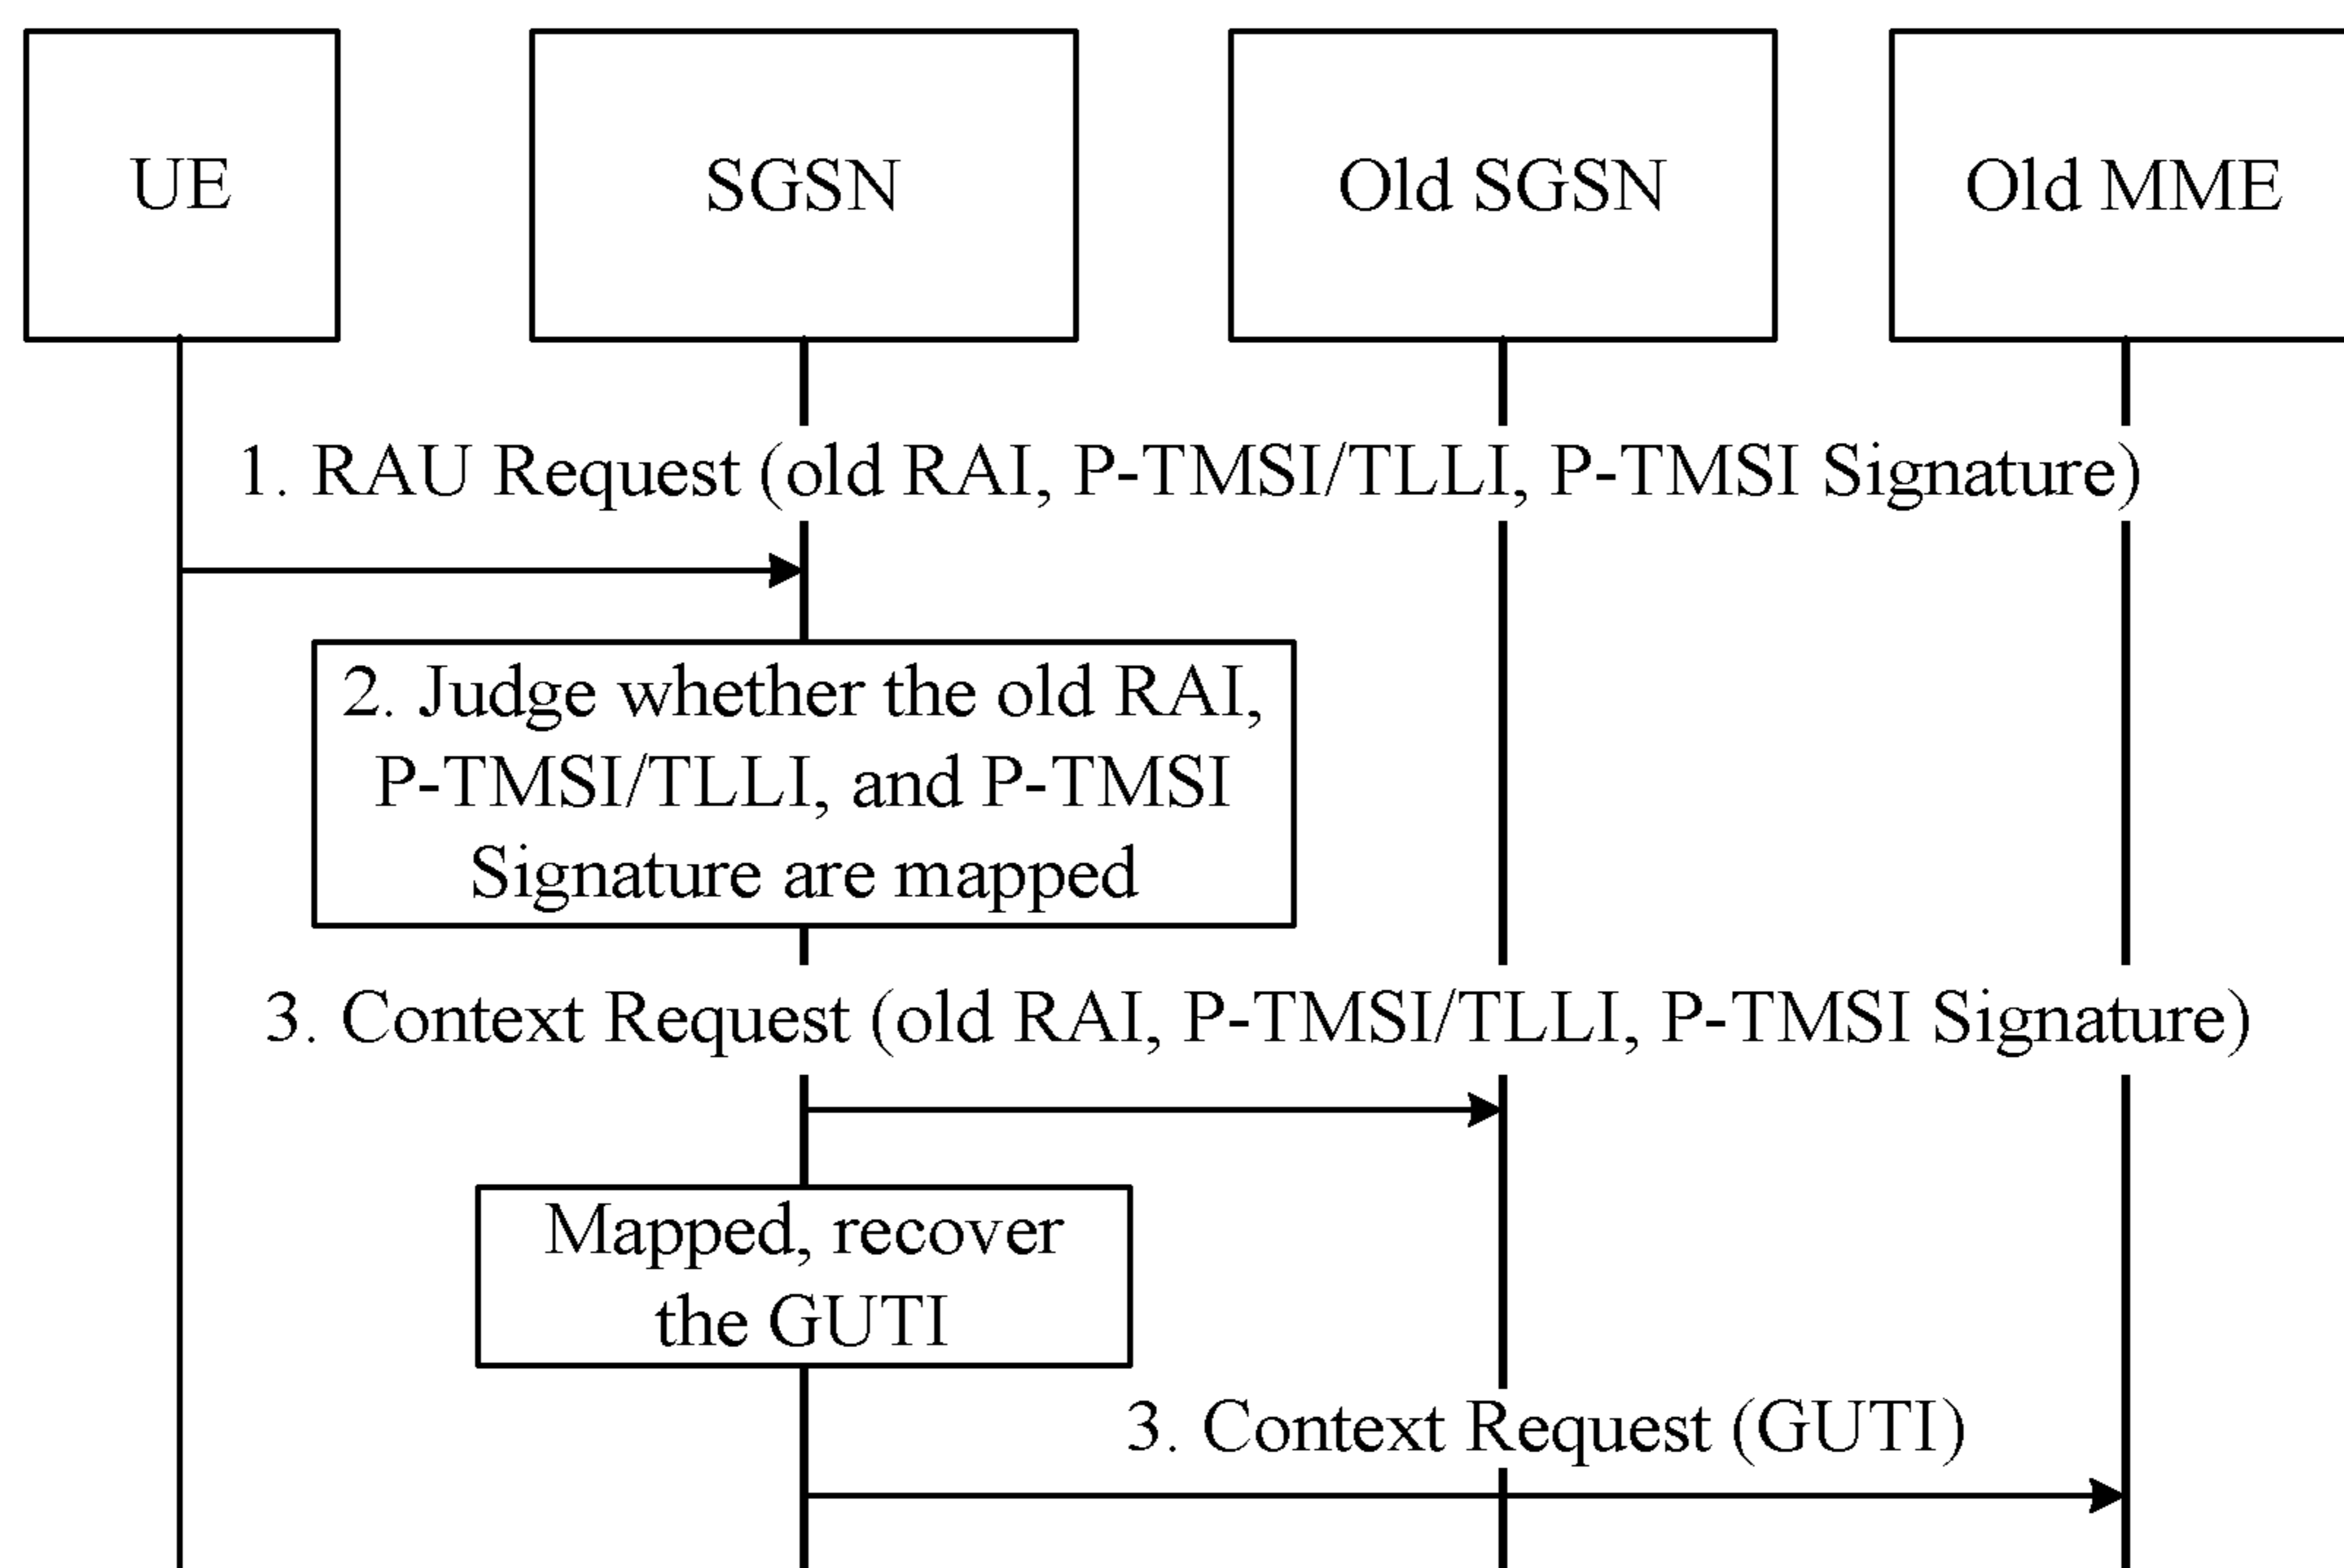 UE
SGSN
Old SGSN
Old MME
1. RAU Request (old RAI, P-TMSI/TLLI, P-TMSI Signature)
2. Judge whether the old RAI,
P-TMSI/TLLI, and P-TMSI
Signature are mapped
3. Context Request (old RAI, P-TMSI/TLLI, P-TMSI Signature)
Mapped, recover
the GUTI
3. Context Request (GUTI)